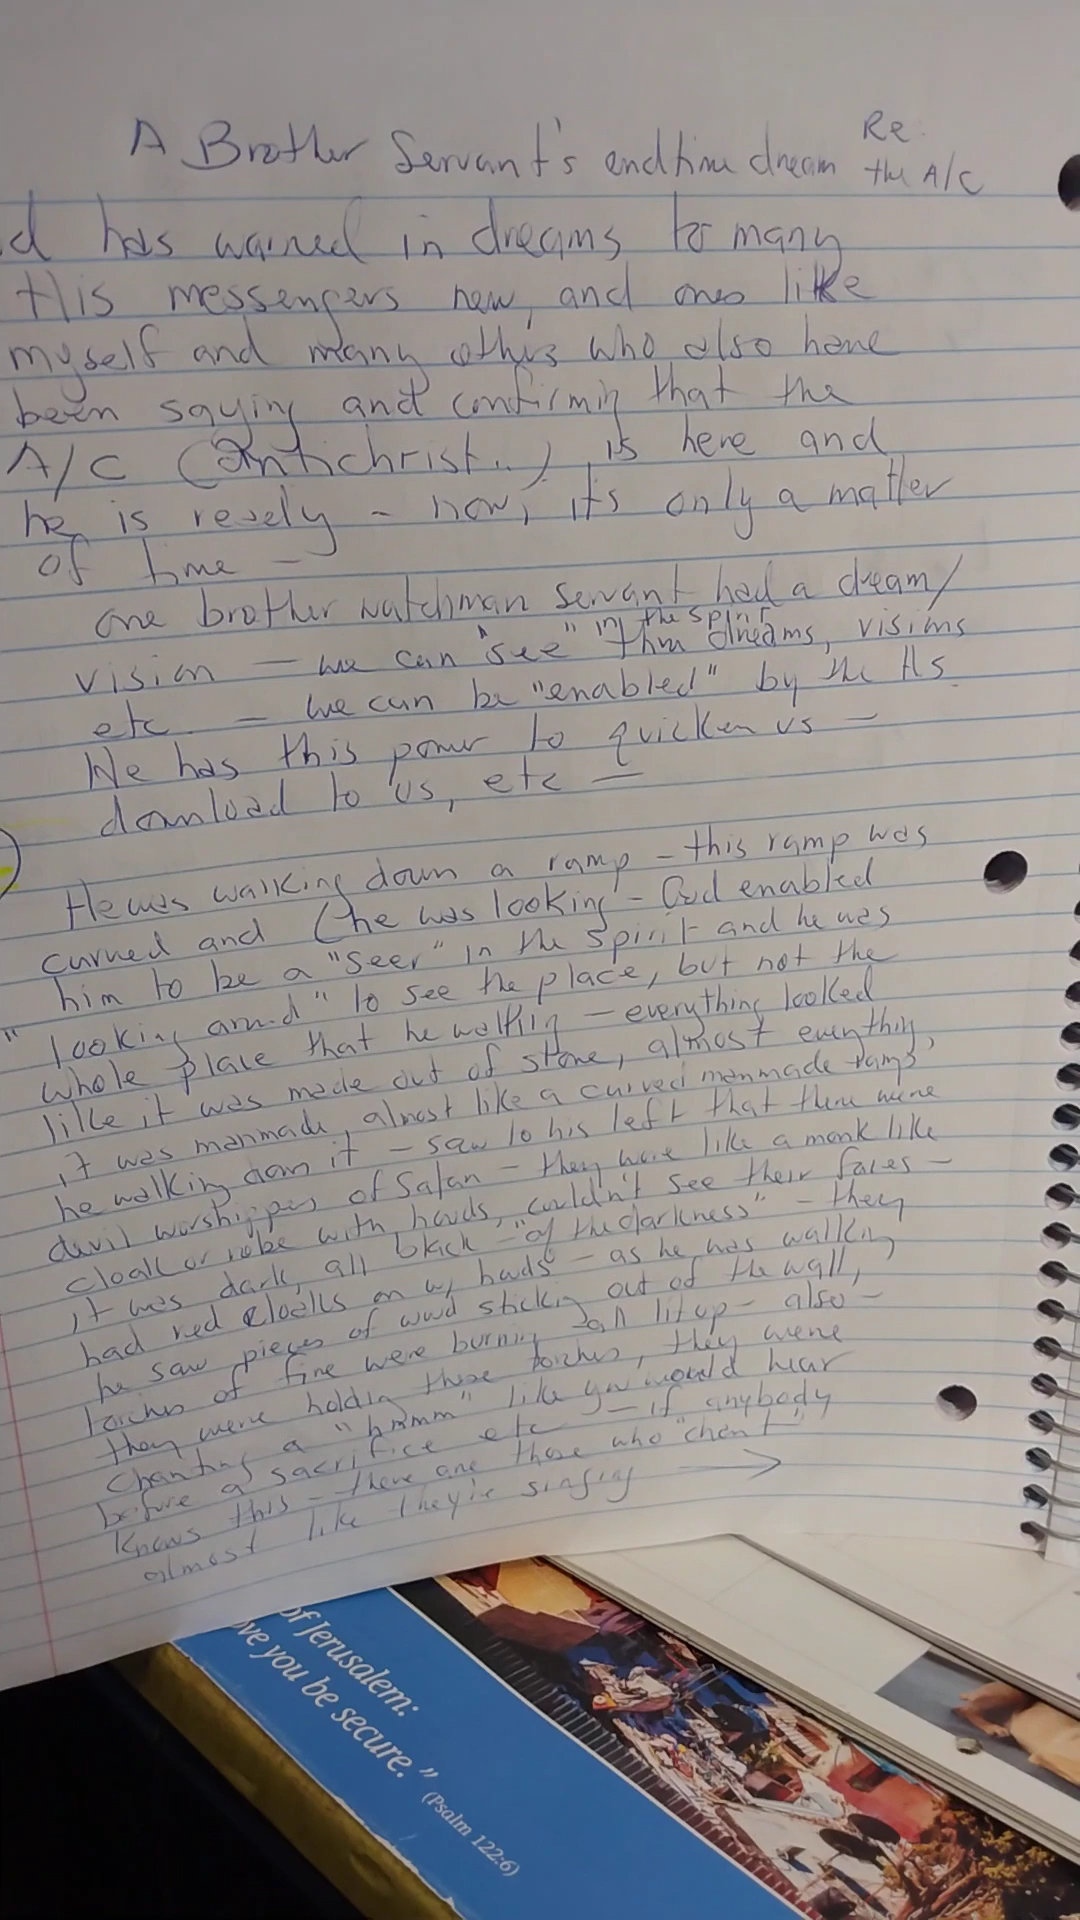 A Brother Servant's endtime dream Re: the A/C
d has warned in dreams to many
this messengers new, and ones like
myself and many others who also have
been saying and confirmin that the
A/C (Antichrist..) is here and
he is redely - now, it's only a matter
of time -
one brother watchman servant had a dream/
vision - we can "see" in the spirit thru dreams, visions
etc. - we can be "enabled" by the HS.
He has this power to quicken us -
download to us, etc -
He was walking down a ramp - this ramp was
curved and (he was looking - God enabled
him to be a "seer" in the spirit and he was
"looking around" to see the place, but not the
whole place that he walking - everything looked
like it was made out of stone, almost everything,
it was manmade, almost like a curved manmade ramp
he walking down it - saw to his left that there were
devil worshippers of Satan - they were like a monk like
cloak or robe with hoods, couldn't see their faces -
it was dark, all black - "of the darkness" - they
had red cloaks on w/ hoods - as he was walkin
he saw pieces of wood stickin out of the wall,
torches of fire were burning all lit up - also -
they were holdin these torches, they were
chanting a "hmmm" like you would hear
before a sacrifice etc - if anybody
knows this - there are those who "chant"
almost like they're singing →
of Jerusalem:
ve you be secure."
(Psalm 122:6)